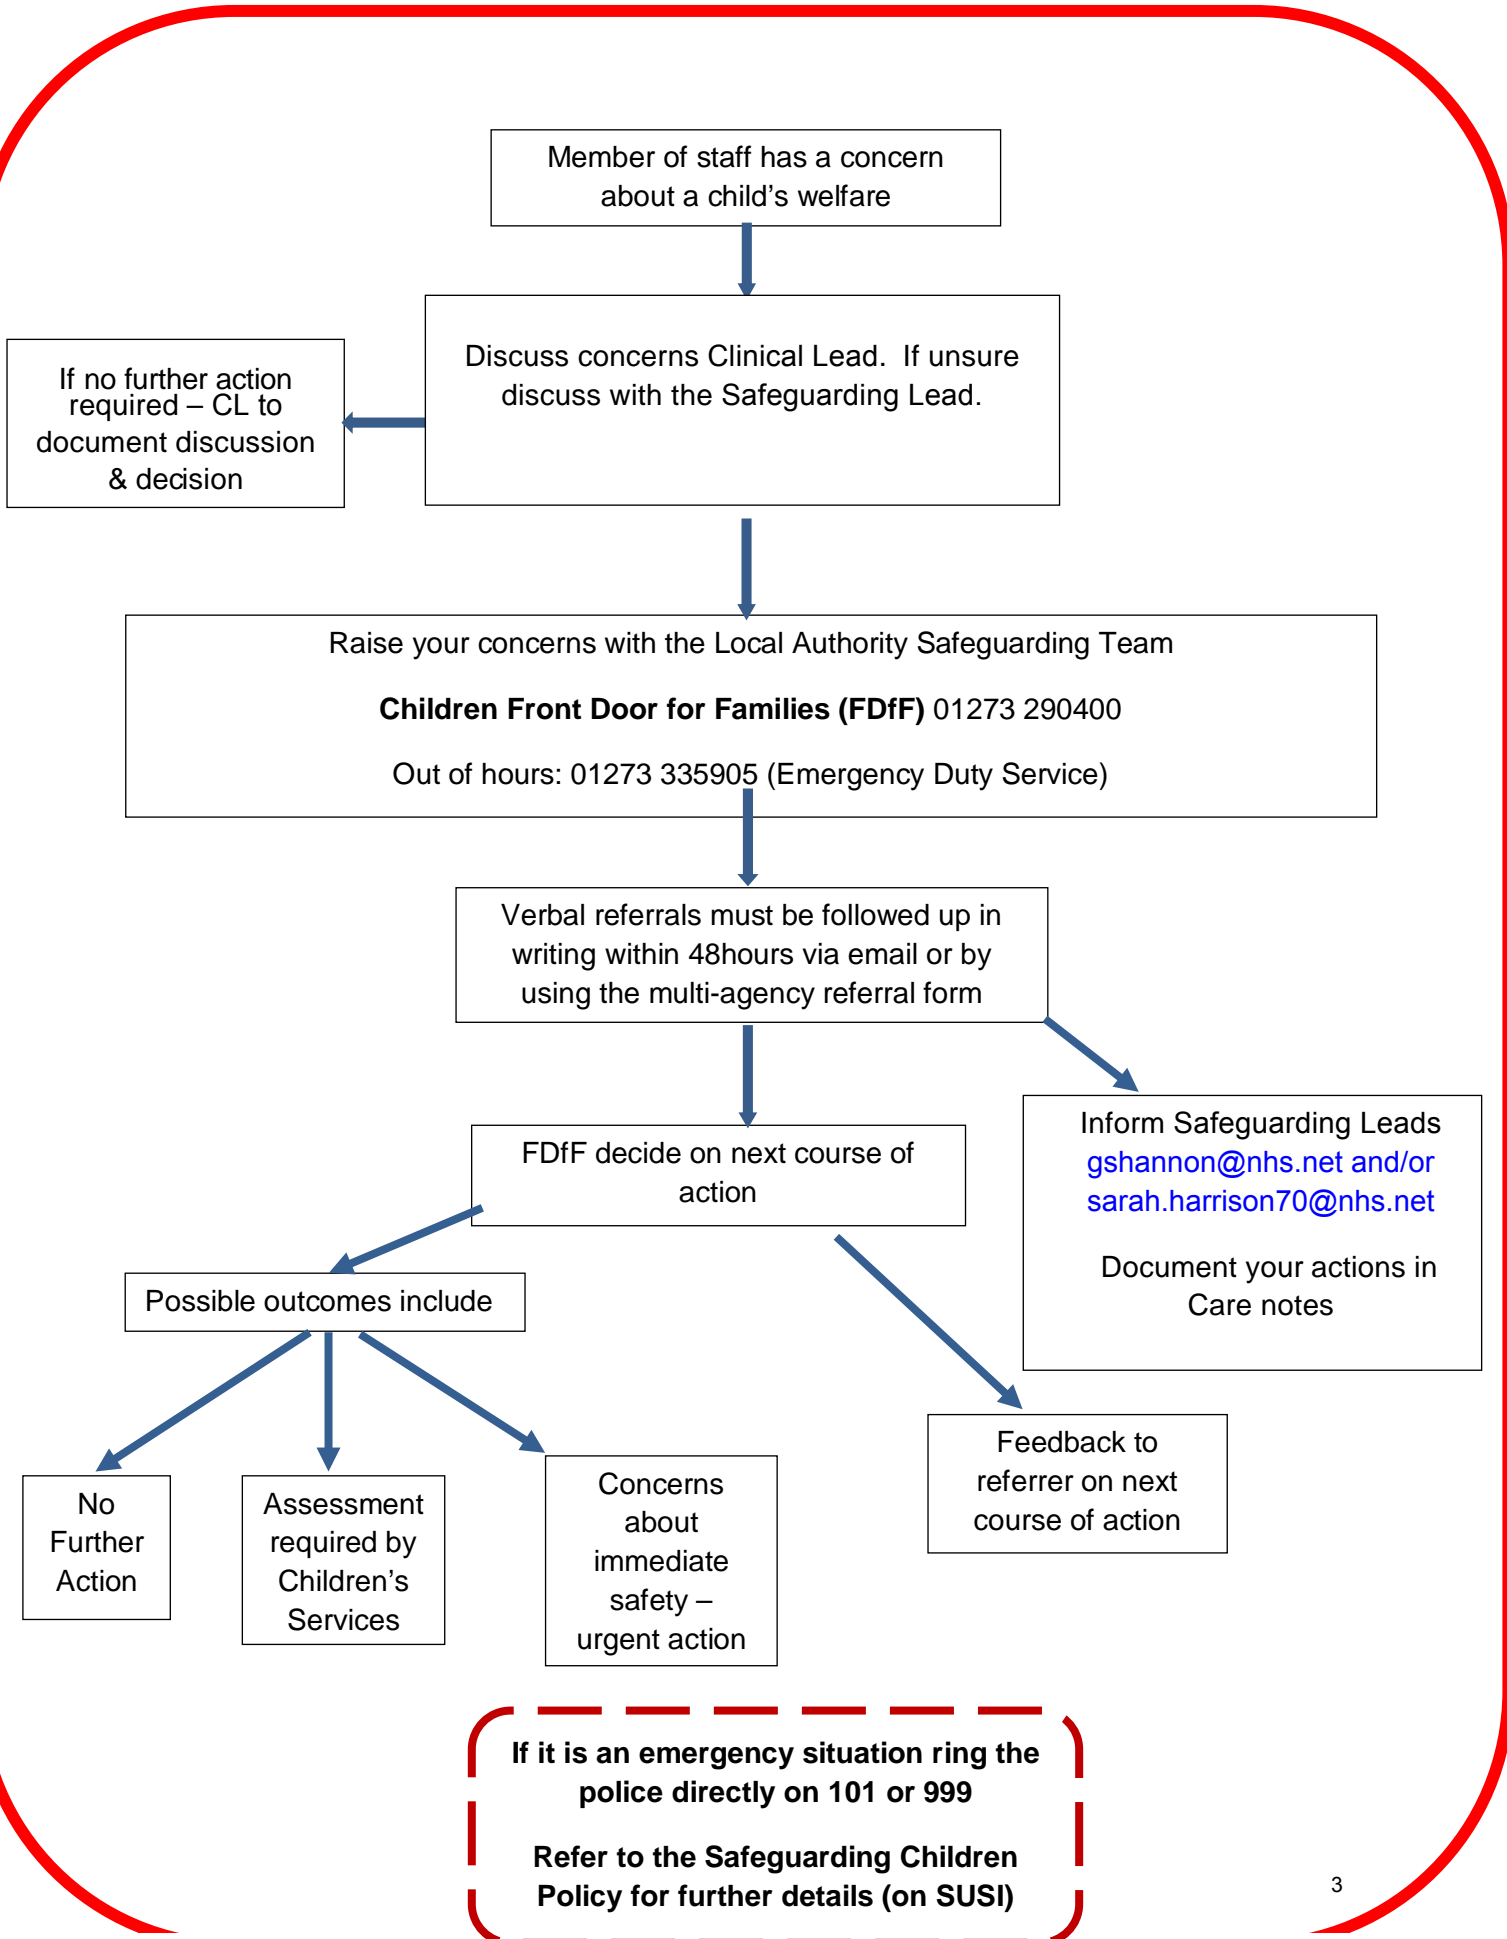 Member of staff has a concern
about a child’s welfare
Discuss concerns Clinical Lead.  If unsure
discuss with the Safeguarding Lead.
If no further action
required – CL to
document discussion
& decision
Raise your concerns with the Local Authority Safeguarding Team
Children Front Door for Families (FDfF) 01273 290400
Out of hours: 01273 335905 (Emergency Duty Service)
Verbal referrals must be followed up in
writing within 48hours via email or by
using the multi-agency referral form
Inform Safeguarding Leads
gshannon@nhs.net and/or
sarah.harrison70@nhs.net
Document your actions in
Care notes
FDfF decide on next course of
action
Possible outcomes include
No
Further
Action
Assessment
required by
Children’s
Services
Concerns
about
immediate
safety –
urgent action
Feedback to
referrer on next
course of action
If it is an emergency situation ring the
police directly on 101 or 999
Refer to the Safeguarding Children
Policy for further details (on SUSI)
3